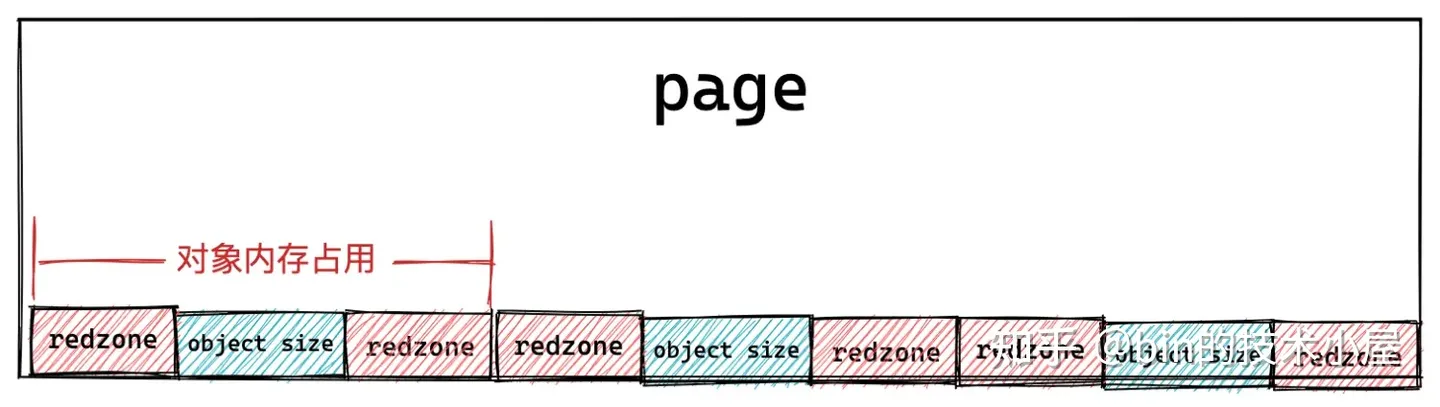 page
对象内存占用
redzone object size redzone redzone object size redzone redzone object size redzone
知乎 @bin的技术小屋